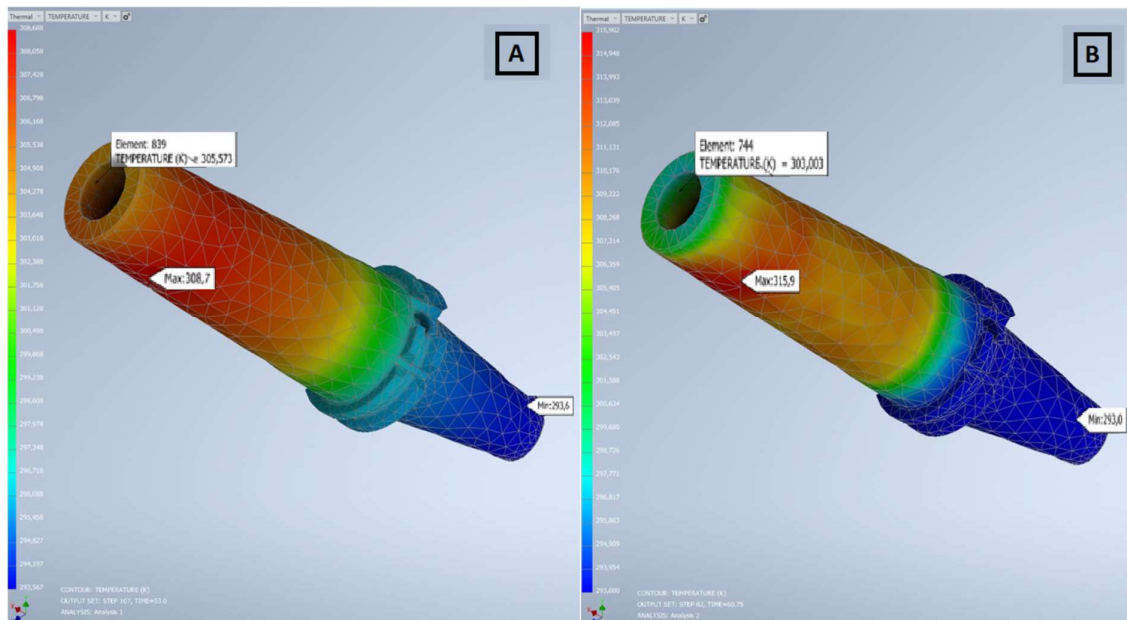 Thermal TEMPERATURE K
308,688
308,058
307,428
306,798
306,168
305,538
304,908
304,278
303,648
303,018
302,388
301,758
301,128
300,498
299,868
299,238
298,608
297,978
297,348
296,718
296,088
295,458
294,827
294,197
293,567
A
Element: 839
TEMPERATURE (K) = 305,573
Max:308,7
Min:293,6
CONTOUR: TEMPERATURE (K)
OUTPUT SET: STEP 107, TIME=53.0
ANALYSIS: Analysis 1
Thermal TEMPERATURE K
315,902
314,948
313,993
313,039
312,085
311,131
310,176
309,222
308,268
307,314
306,359
305,405
304,451
303,497
302,543
301,588
300,634
299,685
298,726
297,771
296,817
295,863
294,909
293,954
293,000
B
Element: 744
TEMPERATURE (K) = 303,003
Max:315,9
Min:293,0
CONTOUR: TEMPERATURE (K)
OUTPUT SET: STEP 82, TIME=60.75
ANALYSIS: Analysis 2